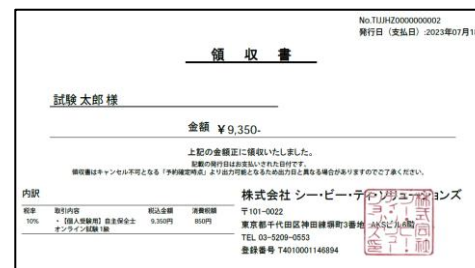 No.TIJJHZ0000000002
発行日（支払日）:2023年07月18
領 収 書
試験 太郎 様
金額 ￥9,350-
上記の金額正に領収いたしました。
記載の発行日はお支払いされた日付です。
領収書はキャンセル不可となる「予約確定時点」より出力可能となるため出力日と異なる場合がありますのでご了承ください。
内訳
税率 取引内容 税込金額 消費税額
10% ・【個人受験用】自主保全士 9,350円 850円
オンライン試験 1級
株式会社 シー・ビー・ティ・ソリューションズ
〒101-0022
東京都千代田区神田練塀町3番地 AKSビル6階
TEL 03-5209-0553
登録番号 T4010001146894